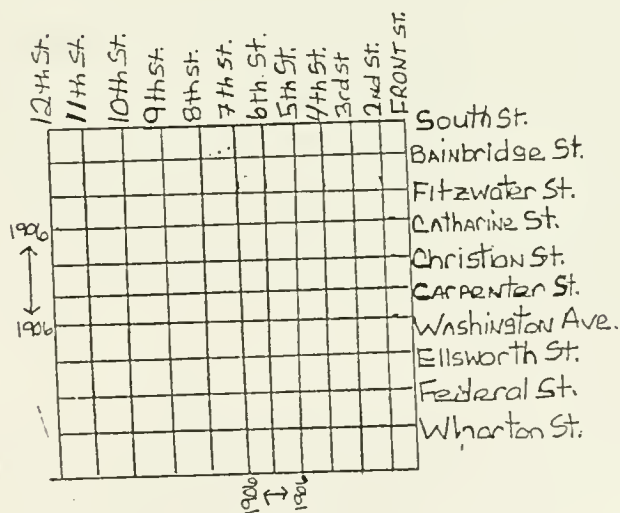 12th St.
11th St.
10th St.
9th St.
8th St.
7th St.
6th St.
5th St.
4th St.
3rd St
2nd St.
FRONT ST.
South St.
BAINbridge St.
Fitzwater St.
CAthARiNe St.
Christian St.
CARPENTER St.
WAshington Ave.
Ellsworth St.
Federal St.
Wharton St.
1906
1906
1906
1906